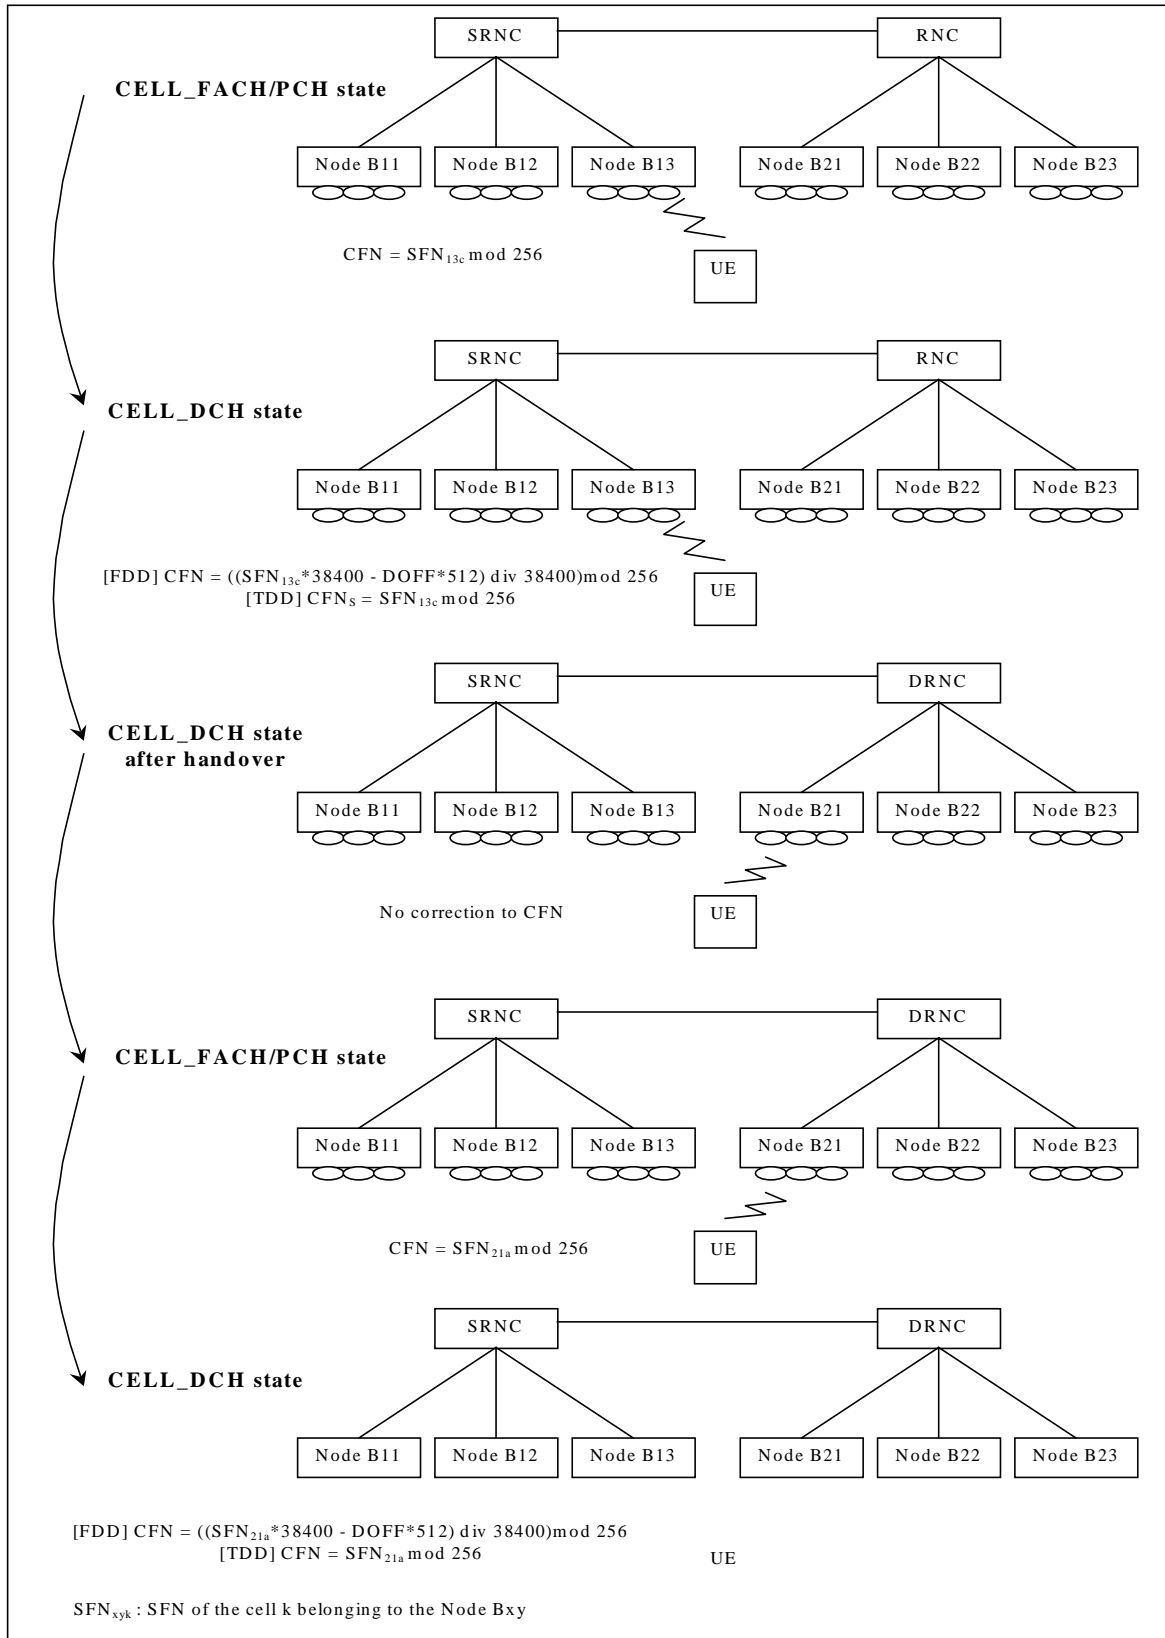 SRNC RNC
CELL_FACH/PCH state
Node B11 Node B12 Node B13 Node B21 Node B22 Node B23
CFN = SFN13c mod 256
UE
SRNC RNC
CELL_DCH state
Node B11 Node B12 Node B13 Node B21 Node B22 Node B23
[FDD] CFN = ((SFN13c*38400 - DOFF*512) div 38400)mod 256
[TDD] CFNS = SFN13c mod 256
UE
SRNC DRNC
CELL_DCH state
after handover
Node B11 Node B12 Node B13 Node B21 Node B22 Node B23
No correction to CFN
UE
SRNC DRNC
CELL_FACH/PCH state
Node B11 Node B12 Node B13 Node B21 Node B22 Node B23
CFN = SFN21a mod 256
UE
SRNC DRNC
CELL_DCH state
Node B11 Node B12 Node B13 Node B21 Node B22 Node B23
[FDD] CFN = ((SFN21a*38400 - DOFF*512) div 38400)mod 256
[TDD] CFN = SFN21a mod 256
UE
SFNxyk : SFN of the cell k belonging to the Node Bxy